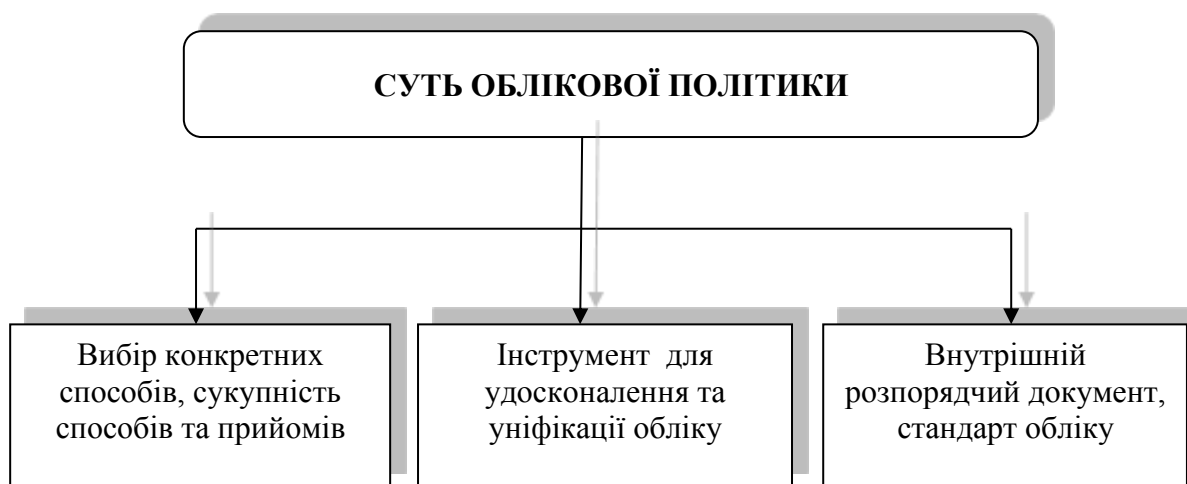 СУТЬ ОБЛІКОВОЇ ПОЛІТИКИ
Вибір конкретних
способів, сукупність
способів та прийомів
Інструмент для
удосконалення та
уніфікації обліку
Внутрішній
розпорядчий документ,
стандарт обліку